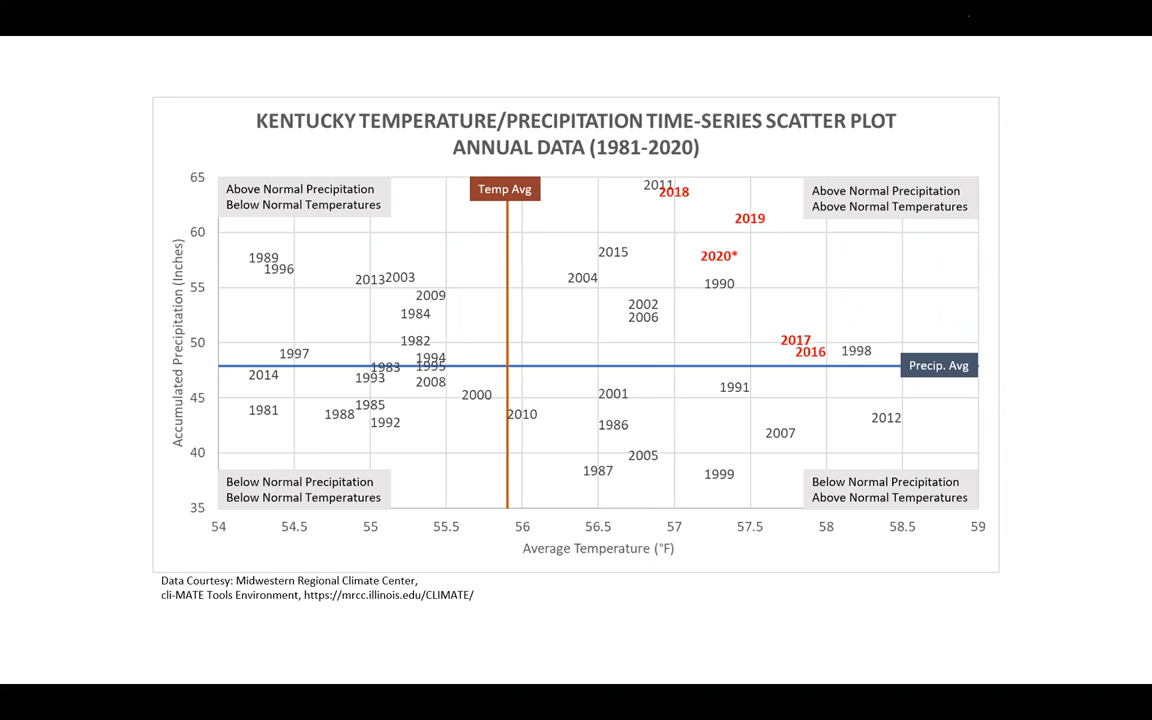 KENTUCKY TEMPERATURE/PRECIPITATION TIME-SERIES SCATTER PLOT
ANNUAL DATA (1981-2020)
65
Above Normal Precipitation
Below Normal Temperatures
Temp Avg
2011
2018
Above Normal Precipitation
Above Normal Temperatures
2019
60
2015
2020*
1989
1996
2013
2003
2004
1990
55
2009
2002
1984
2006
50
1982
2017
1997
1994
2016
1998
1983
1995
Precip. Avg
2014
1993
2008
1991
45
2000
2001
1981
1988
1985
2010
2012
1992
1986
2007
40
2005
1987
1999
Below Normal Precipitation
Below Normal Temperatures
Below Normal Precipitation
Above Normal Temperatures
35
54 54.5 55 55.5 56 56.5 57 57.5 58 58.5 59
Accumulated Precipitation (Inches)
Average Temperature (°F)
Data Courtesy: Midwestern Regional Climate Center,
cli-MATE Tools Environment, https://mrcc.illinois.edu/CLIMATE/